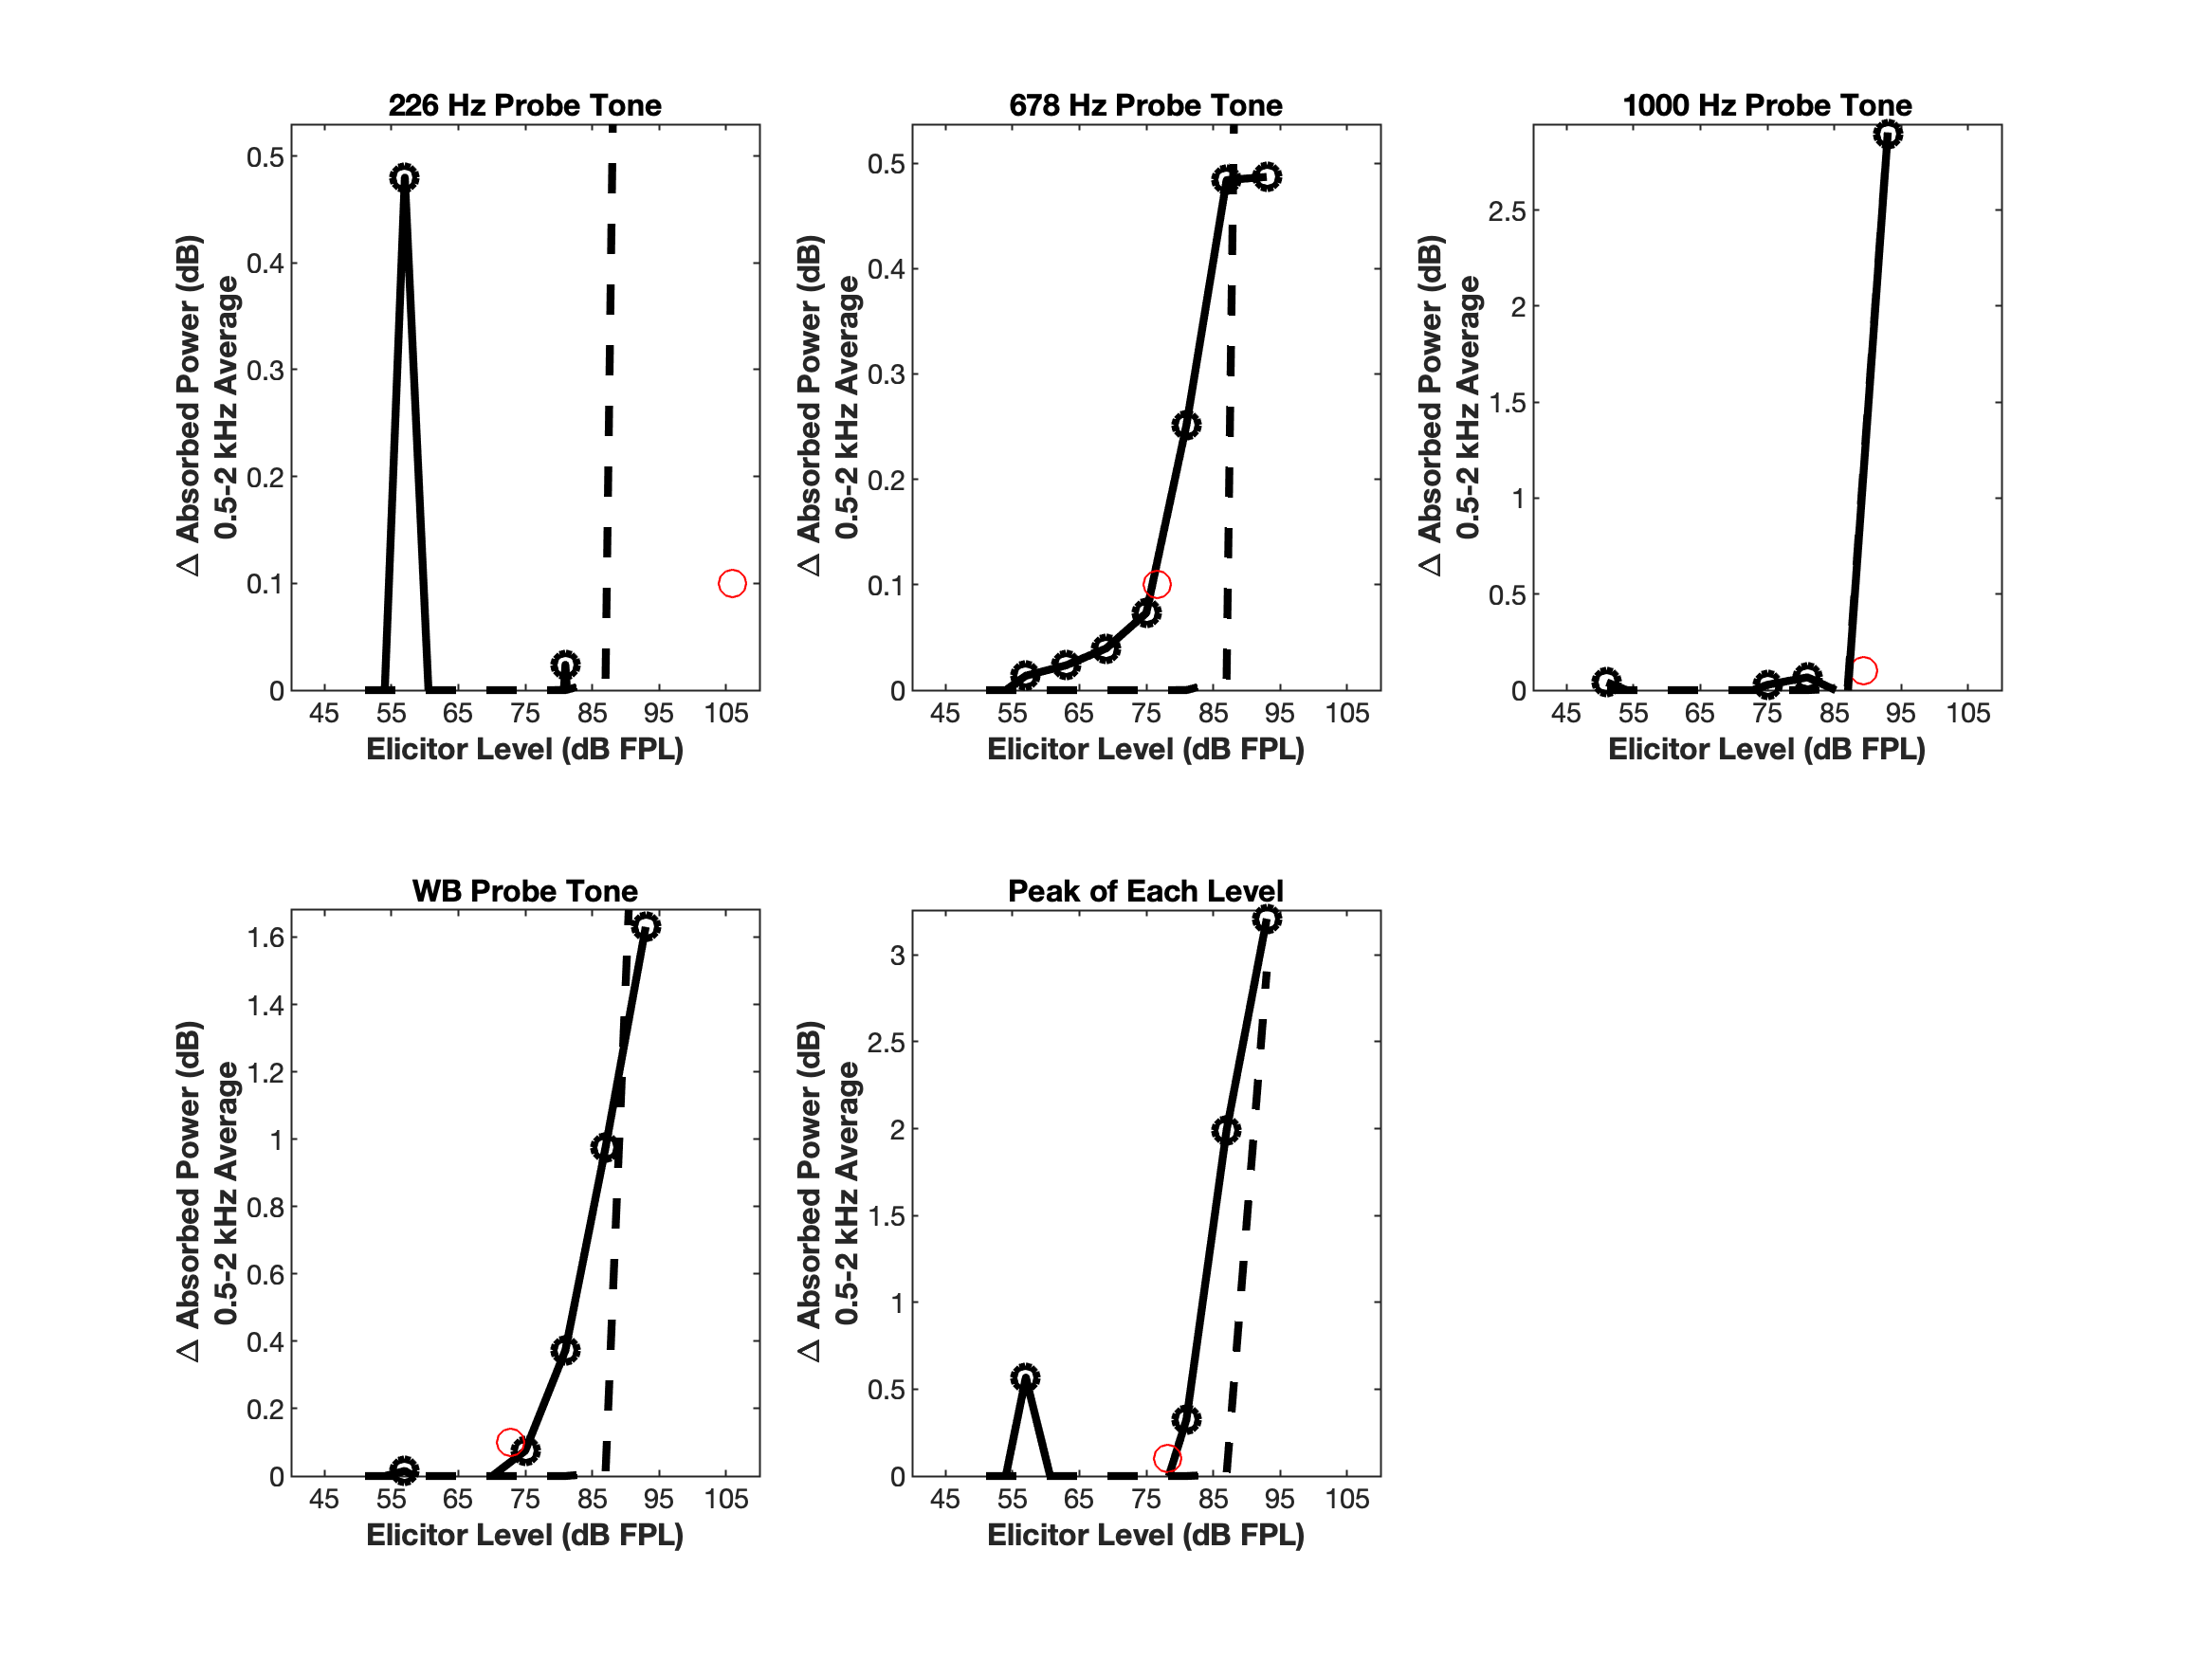 226 Hz Probe Tone
0.5
0.4
0.3
0.2
0.1
0
45 55 65 75 85 95 105
Elicitor Level (dB FPL)
Δ Absorbed Power (dB)
0.5-2 kHz Average
678 Hz Probe Tone
0.5
0.4
0.3
0.2
0.1
0
45 55 65 75 85 95 105
Elicitor Level (dB FPL)
Δ Absorbed Power (dB)
0.5-2 kHz Average
1000 Hz Probe Tone
2.5
2
1.5
1
0.5
0
45 55 65 75 85 95 105
Elicitor Level (dB FPL)
Δ Absorbed Power (dB)
0.5-2 kHz Average
WB Probe Tone
1.6
1.4
1.2
1
0.8
0.6
0.4
0.2
0
45 55 65 75 85 95 105
Elicitor Level (dB FPL)
Δ Absorbed Power (dB)
0.5-2 kHz Average
Peak of Each Level
3
2.5
2
1.5
1
0.5
0
45 55 65 75 85 95 105
Elicitor Level (dB FPL)
Δ Absorbed Power (dB)
0.5-2 kHz Average